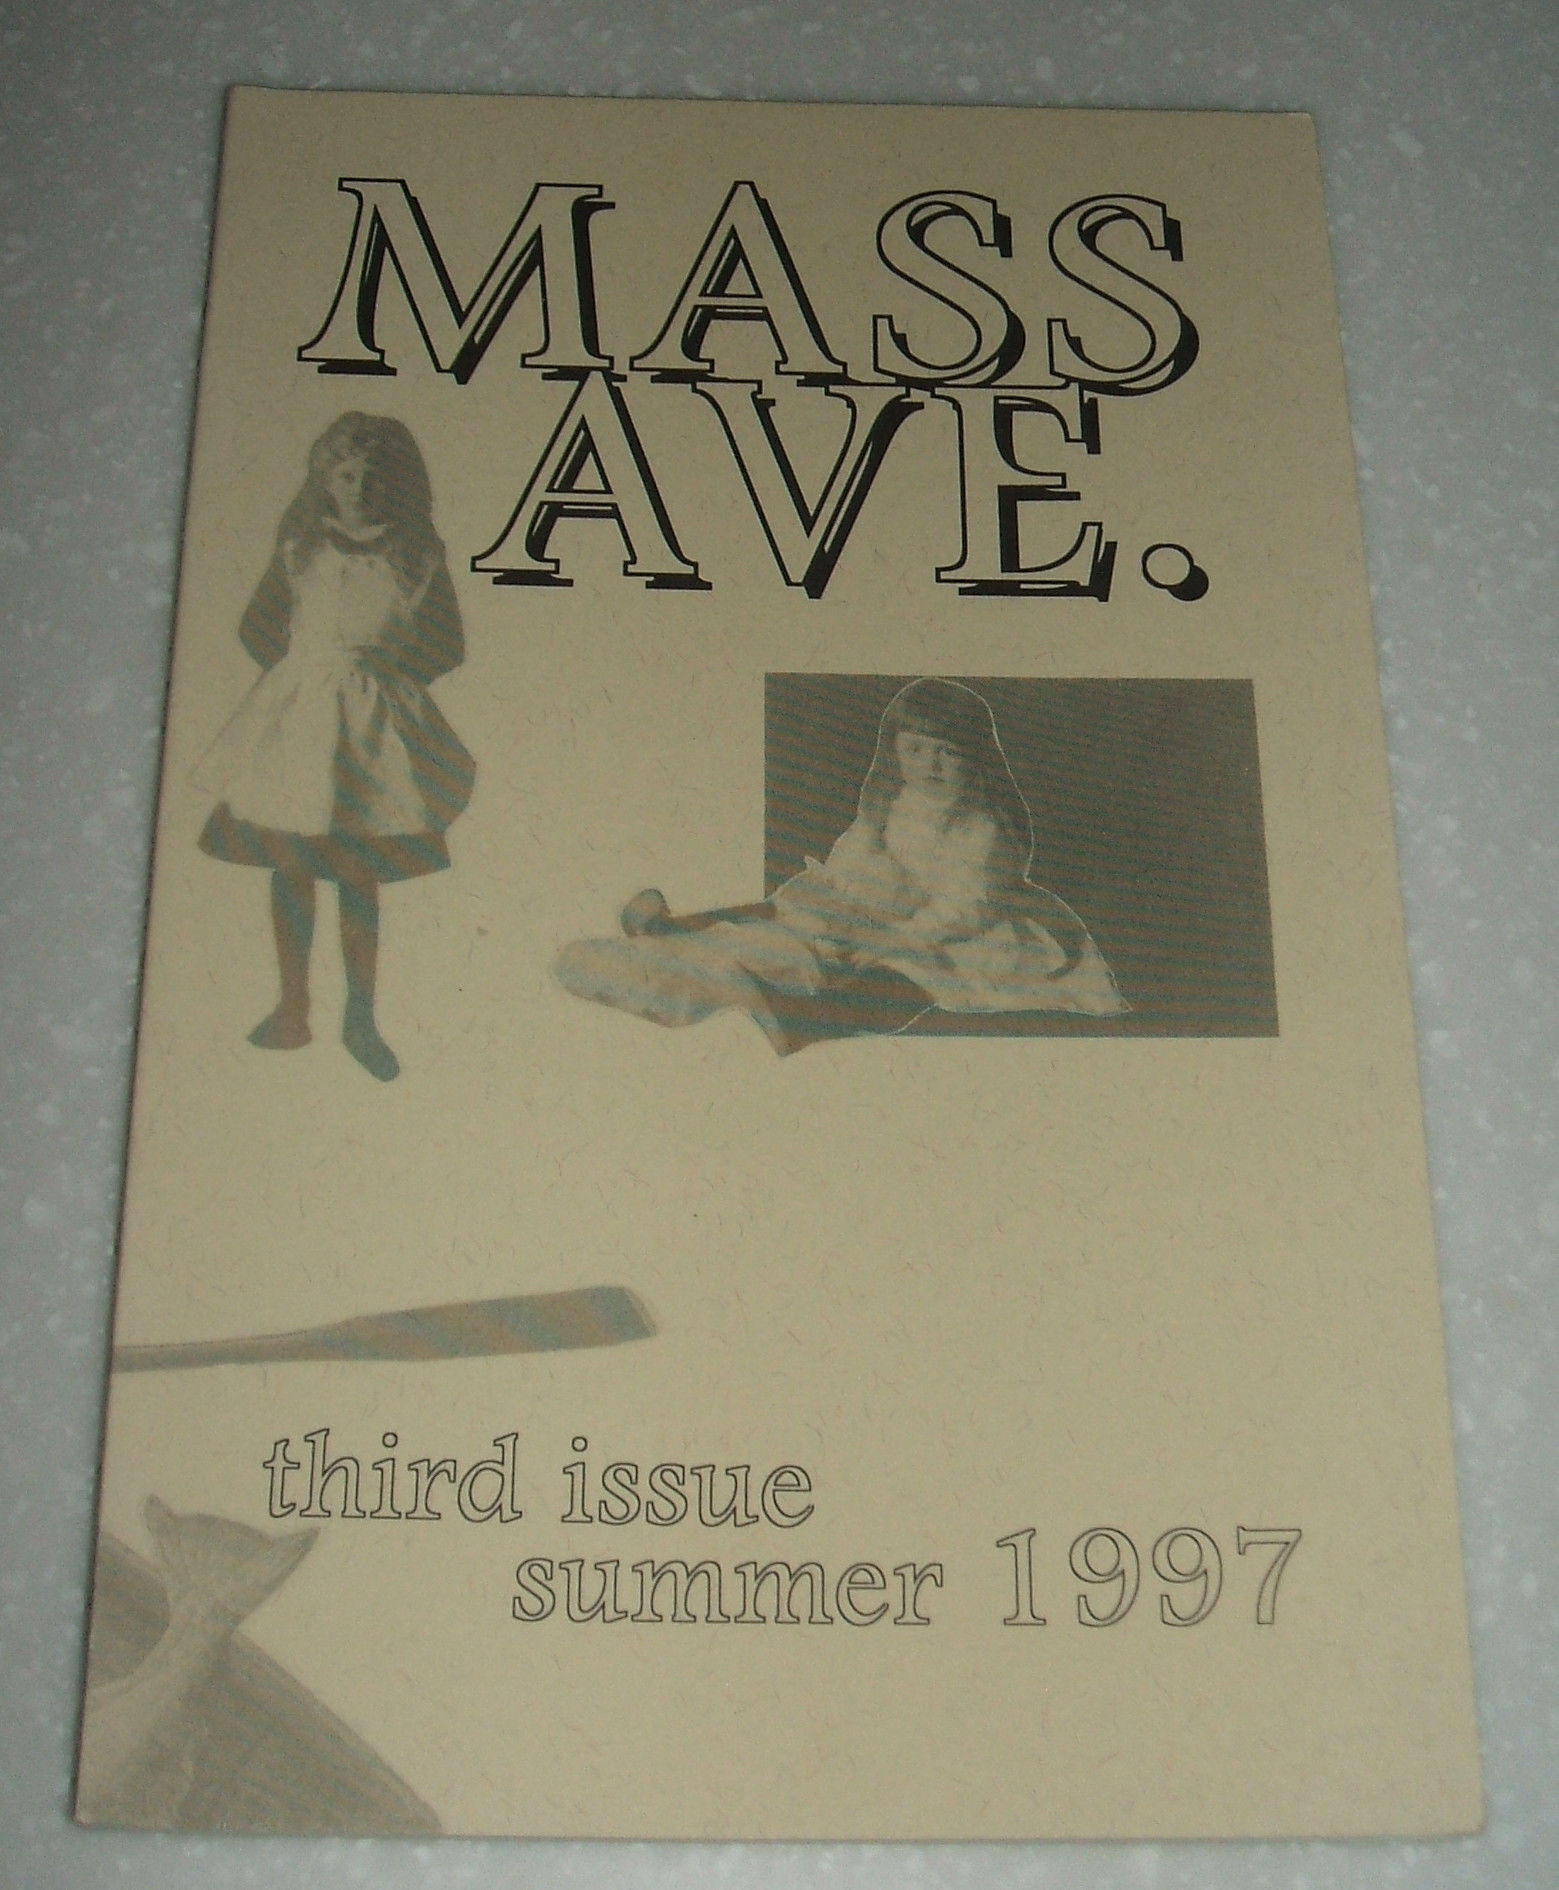 MASS
AVE.
third issue
summer 1997